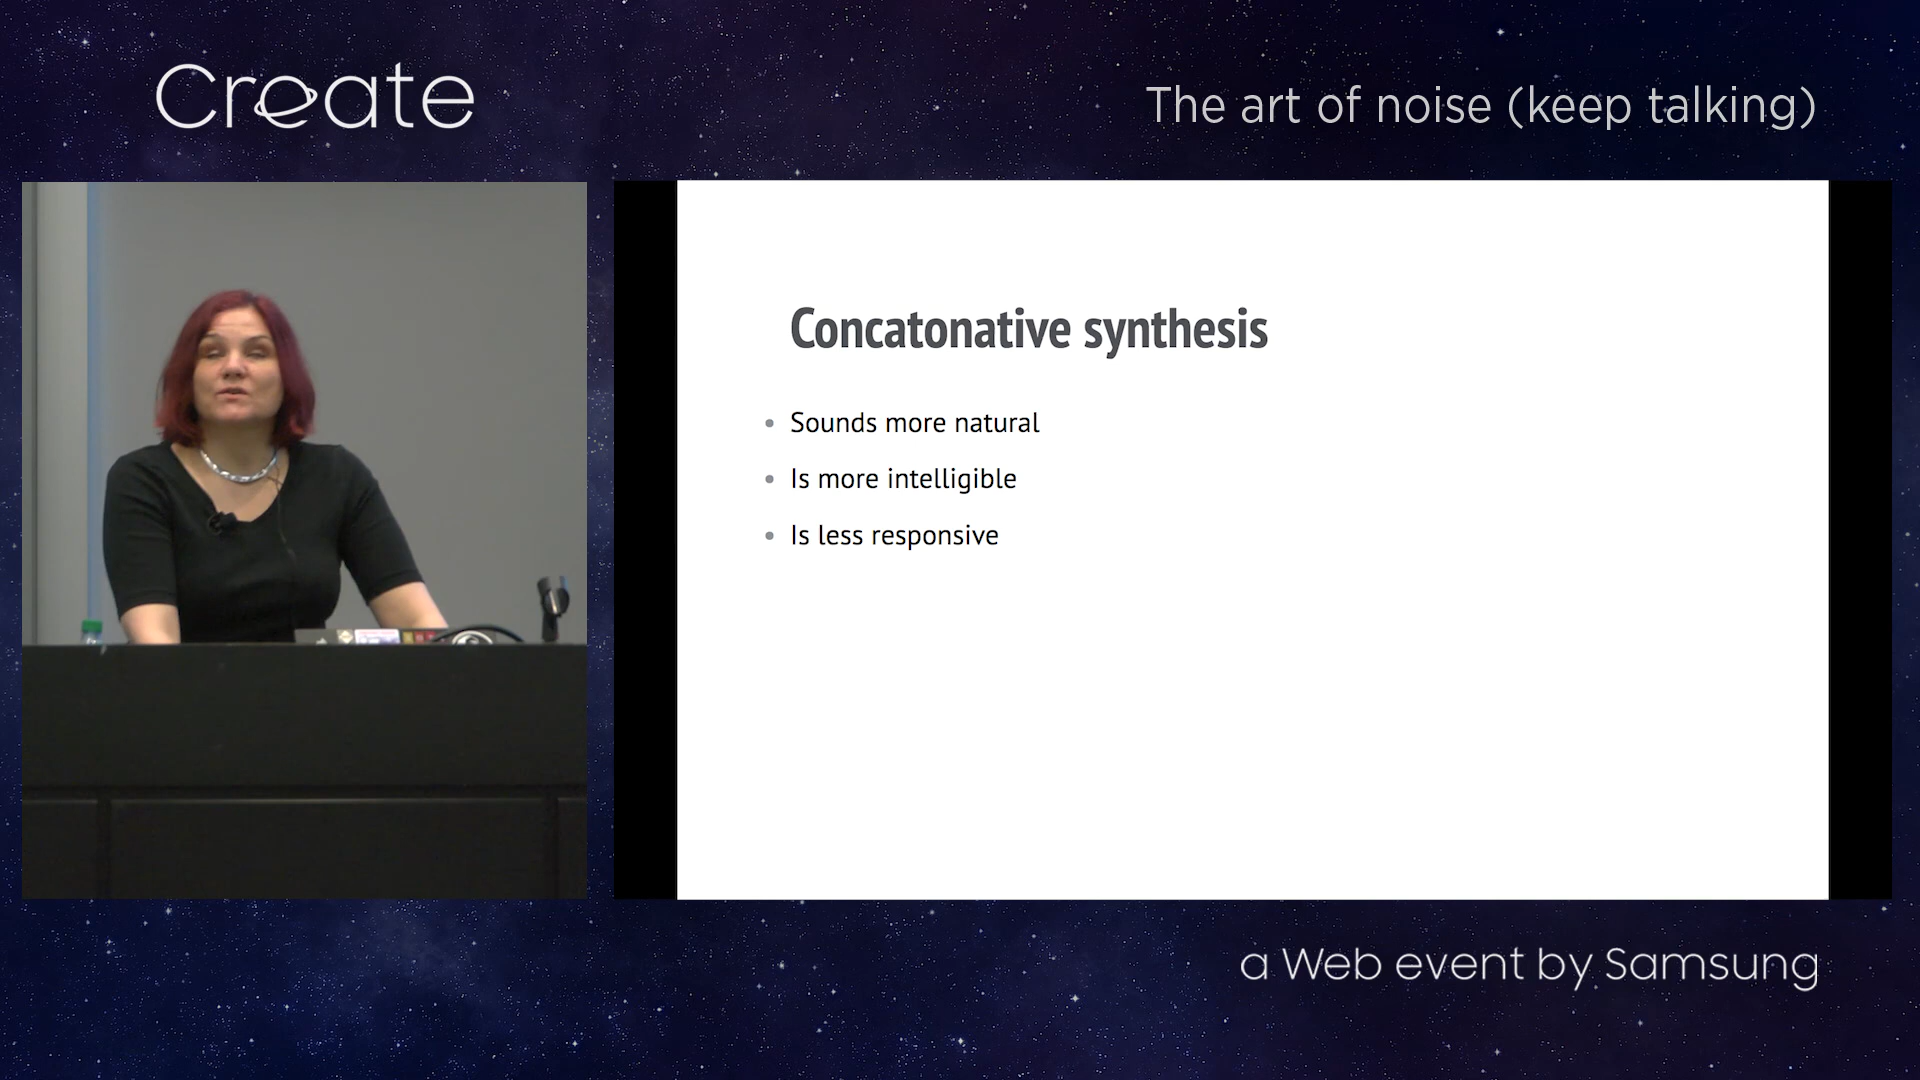 Create
The art of noise (keep talking)
Concatonative synthesis
Sounds more natural
Is more intelligible
Is less responsive
a Web event by Samsung